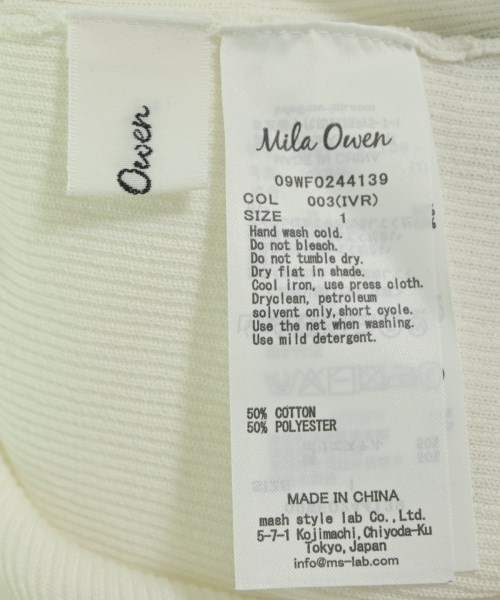 Owen
Mila Owen
09WF0244139
COL 003(IVR)
SIZE 1
Hand wash cold.
Do not bleach.
Do not tumble dry.
Dry flat in shade.
Cool iron, use press cloth.
Dryclean, petroleum
solvent only,short cycle.
Use the net when washing.
Use mild detergent.
50% COTTON
50% POLYESTER
MADE IN CHINA
mash style lab Co.,Ltd.
5-7-1 Kojimachi,Chiyoda-Ku
Tokyo,Japan
info@ms-lab.com